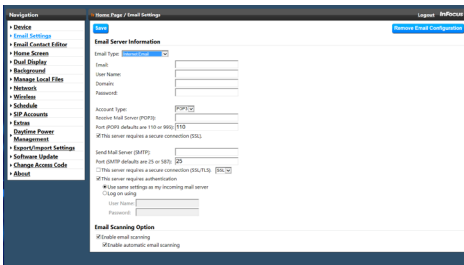 Navigation
Home Page / Email Settings
Logout InFocus
Device
Email Settings
Email Contact Editor
Home Screen
Dual Display
Background
Manage Local Files
Network
Wireless
Schedule
SIP Accounts
Extras
Daytime Power
Management
Export/Import Settings
Software Update
Change Access Code
About
Save
Remove Email Configuration
Email Server Information
Email Type: Internet Email
Email:
User Name:
Domain:
Password:
Account Type: POP3
Receive Mail Server (POP3):
Port (POP3 defaults are 110 or 995): 110
This server requires a secure connection (SSL)
Send Mail Server (SMTP):
Port (SMTP defaults are 25 or 587): 25
This server requires a secure connection (SSL/TLS) SSL
This server requires authentication
Use same settings as my incoming mail server
Log on using
User Name:
Password:
Email Scanning Option
Enable email scanning
Enable automatic email scanning